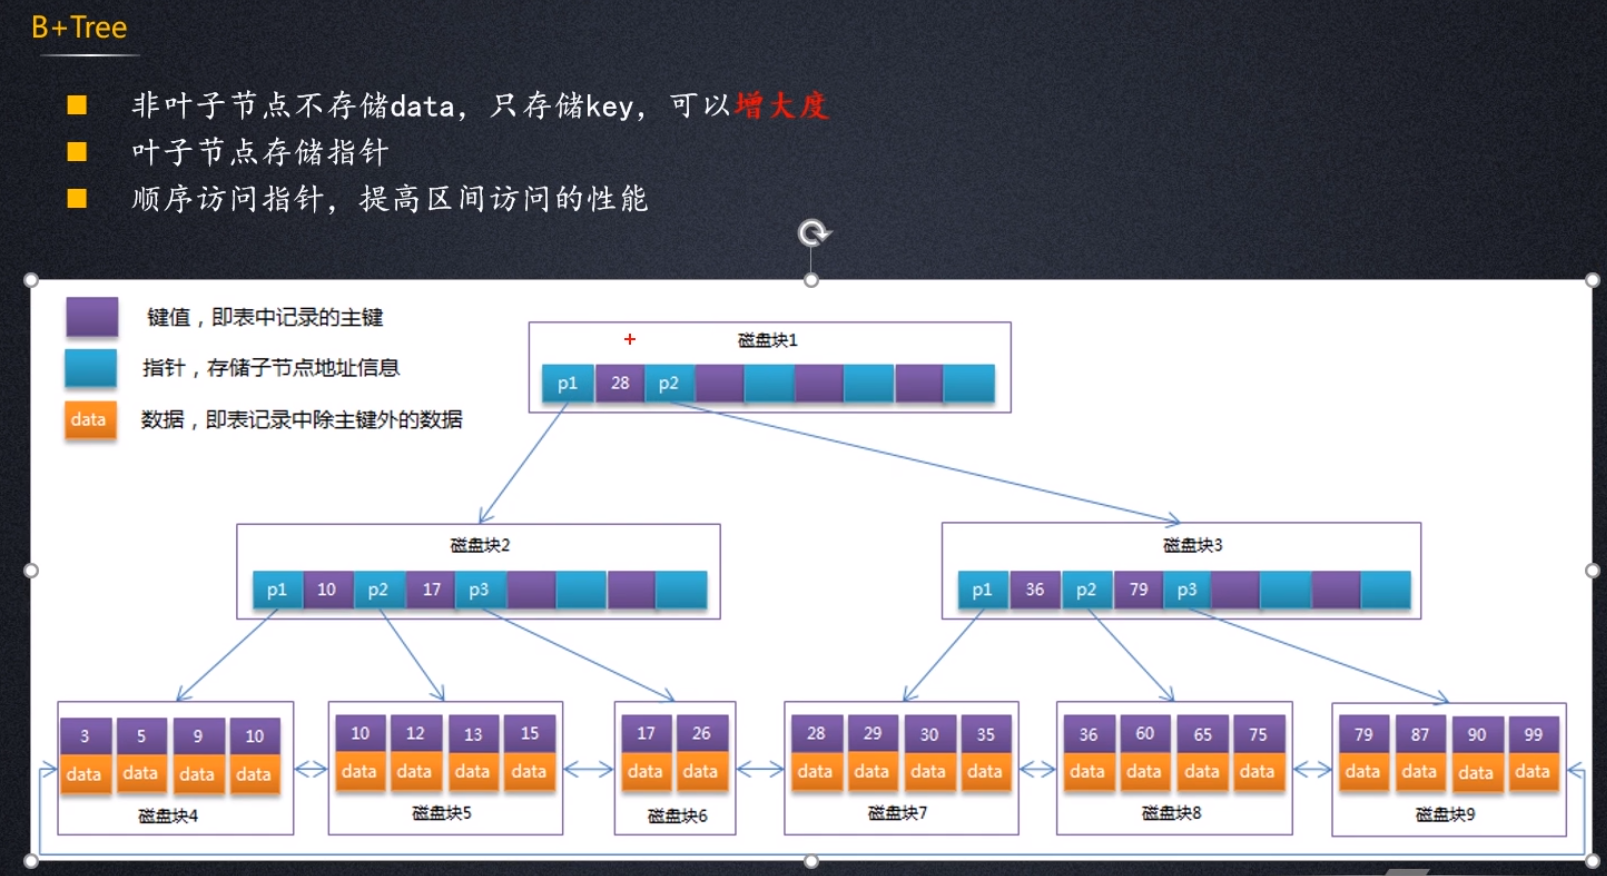 B+Tree
非叶子节点不存储data，只存储key，可以增大度
叶子节点存储指针
顺序访问指针，提高区间访问的性能
键值，即表中记录的主键
指针，存储子节点地址信息
data 数据，即表记录中除主键外的数据
磁盘块1
p1 28 p2
磁盘块2
p1 10 p2 17 p3
磁盘块3
p1 36 p2 79 p3
3 5 9 10
data data data data
磁盘块4
10 12 13 15
data data data data
磁盘块5
17 26
data data
磁盘块6
28 29 30 35
data data data data
磁盘块7
36 60 65 75
data data data data
磁盘块8
79 87 90 99
data data data data
磁盘块9